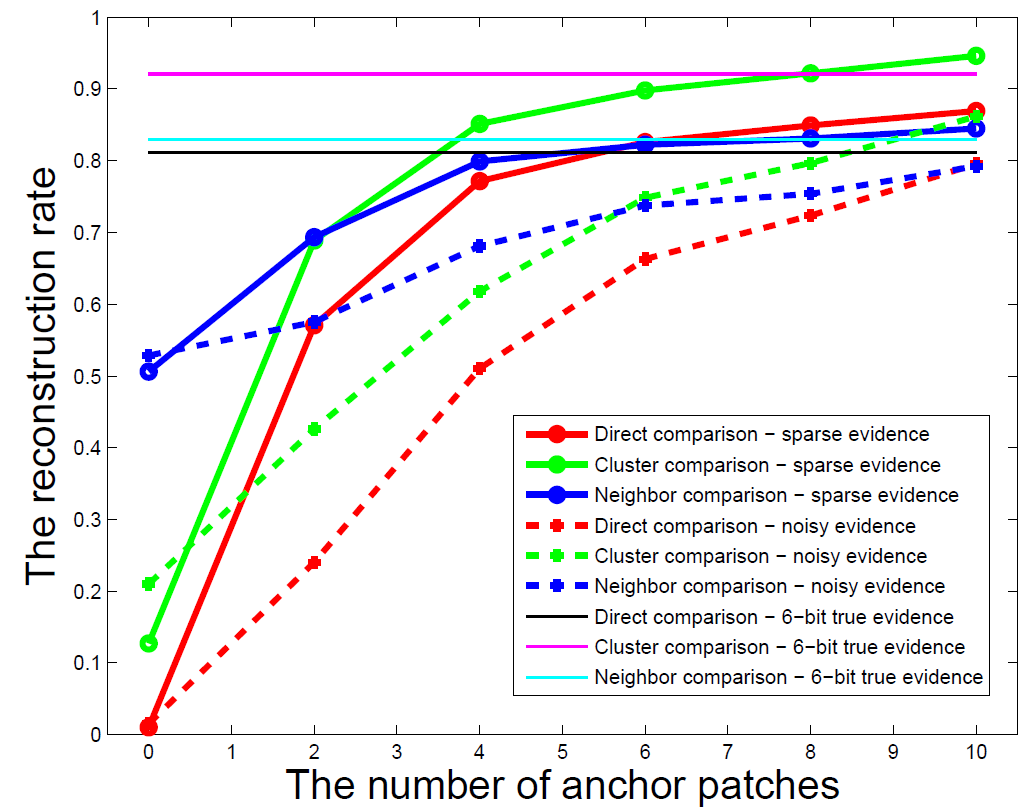 1
0.9
0.8
0.7
0.6
0.5
0.4
0.3
0.2
0.1
0
The reconstruction rate
Direct comparison − sparse evidence
Cluster comparison − sparse evidence
Neighbor comparison − sparse evidence
Direct comparison − noisy evidence
Cluster comparison − noisy evidence
Neighbor comparison − noisy evidence
Direct comparison − 6−bit true evidence
Cluster comparison − 6−bit true evidence
Neighbor comparison − 6−bit true evidence
0 1 2 3 4 5 6 7 8 9 10
The number of anchor patches